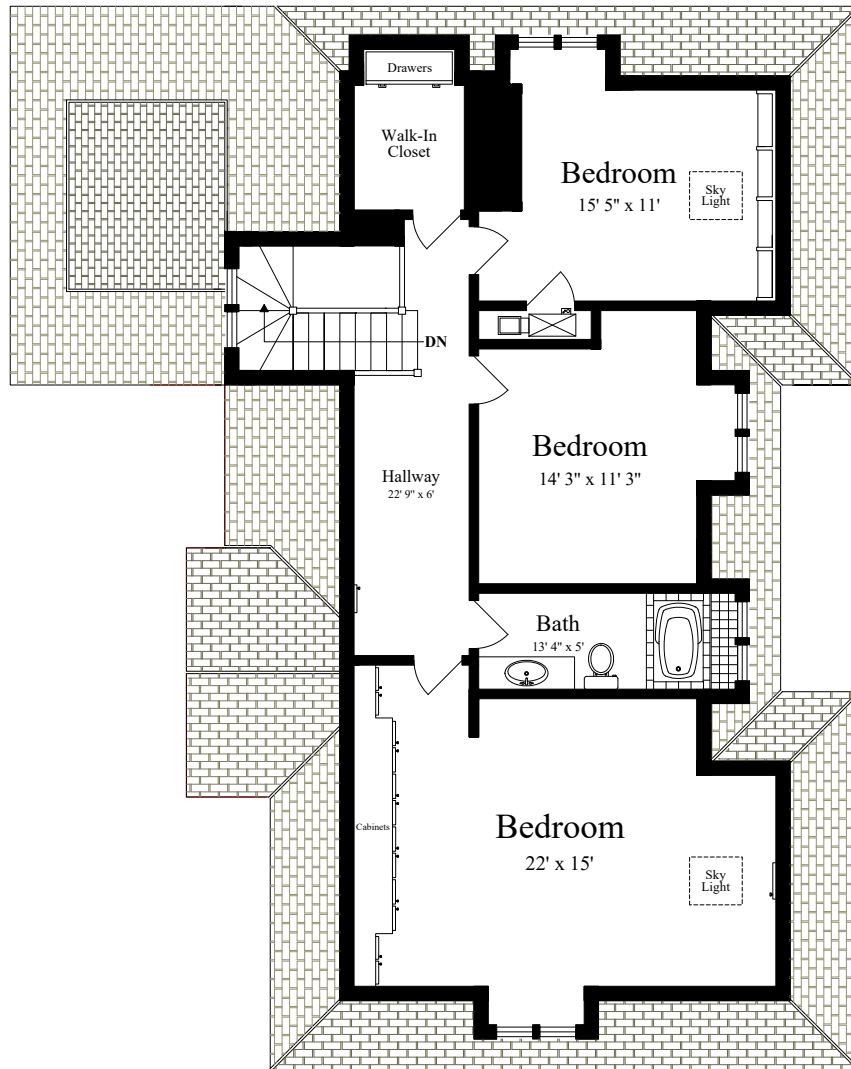 Drawers
Walk-In
Closet
Bedroom
15' 5" x 11'
Sky
Light
DN
Bedroom
14' 3" x 11' 3"
Hallway
22' 9" x 6'
Bath
13' 4" x 5'
Cabinets
Bedroom
22' x 15'
Sky
Light